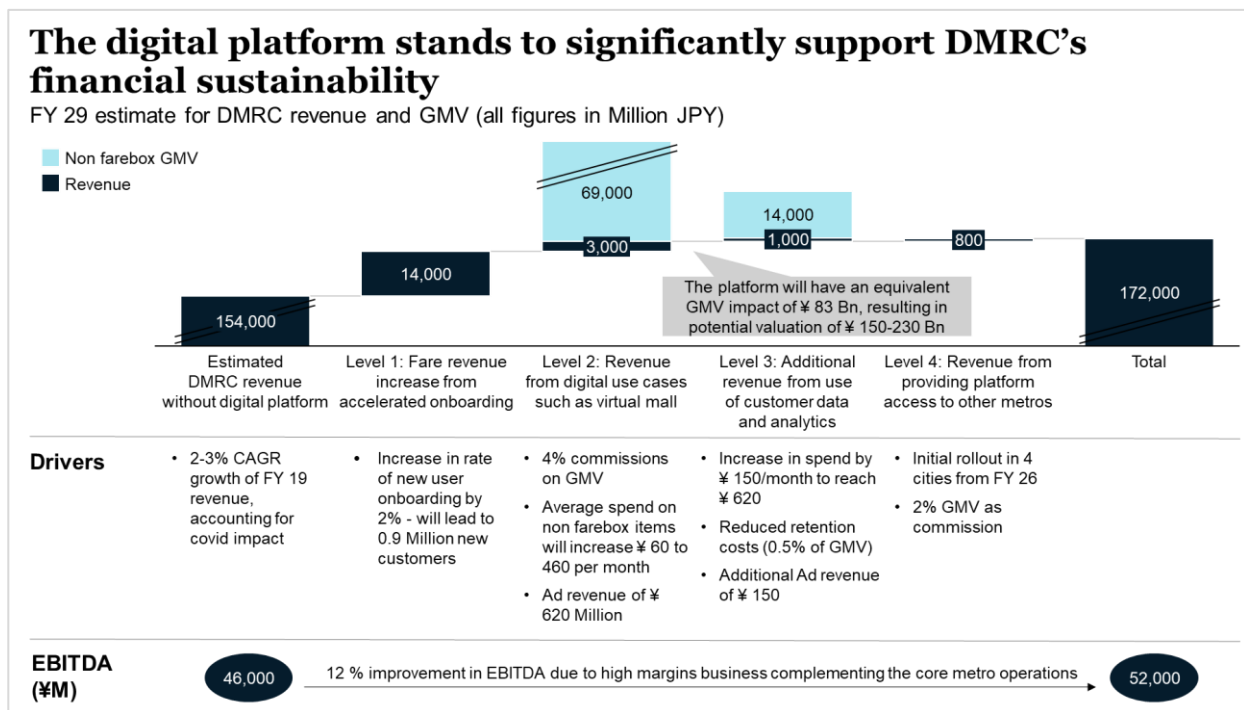 The digital platform stands to significantly support DMRC's
financial sustainability
FY 29 estimate for DMRC revenue and GMV (all figures in Million JPY)
Non farebox GMV
Revenue
154,000
14,000
69,000
3,000
14,000
1,000
800
172,000
The platform will have an equivalent
GMV impact of ¥ 83 Bn, resulting in
potential valuation of ¥ 150-230 Bn
Estimated
DMRC revenue
without digital platform
Level 1: Fare revenue
increase from
accelerated onboarding
Level 2: Revenue
from digital use cases
such as virtual mall
Level 3: Additional
revenue from use
of customer data
and analytics
Level 4: Revenue from
providing platform
access to other metros
Total
Drivers
• 2-3% CAGR
growth of FY 19
revenue,
accounting for
covid impact
• Increase in rate
of new user
onboarding by
2% - will lead to
0.9 Million new
customers
• 4% commissions
on GMV
• Average spend on
non farebox items
will increase ¥ 60 to
460 per month
• Ad revenue of ¥
620 Million
• Increase in spend by
¥ 150/month to reach
¥ 620
• Reduced retention
costs (0.5% of GMV)
• Additional Ad revenue
of ¥ 150
• Initial rollout in 4
cities from FY 26
• 2% GMV as
commission
EBITDA
(¥M)
46,000
12 % improvement in EBITDA due to high margins business complementing the core metro operations
52,000